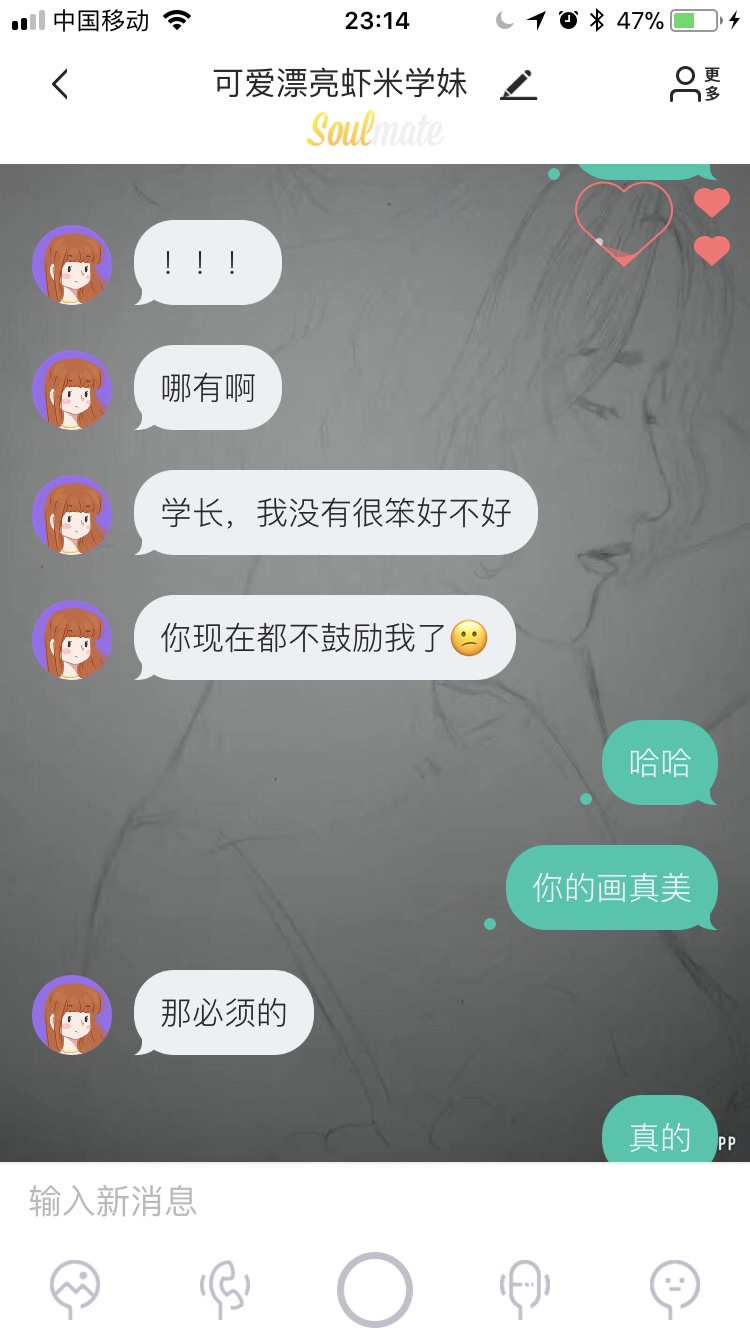 中国移动 23:14 47%
可爱漂亮虾米学妹 更多
Soulmate
！！！
哪有啊
学长，我没有很笨好不好
你现在都不鼓励我了😕
哈哈
你的画真美
那必须的
真的
PP
输入新消息